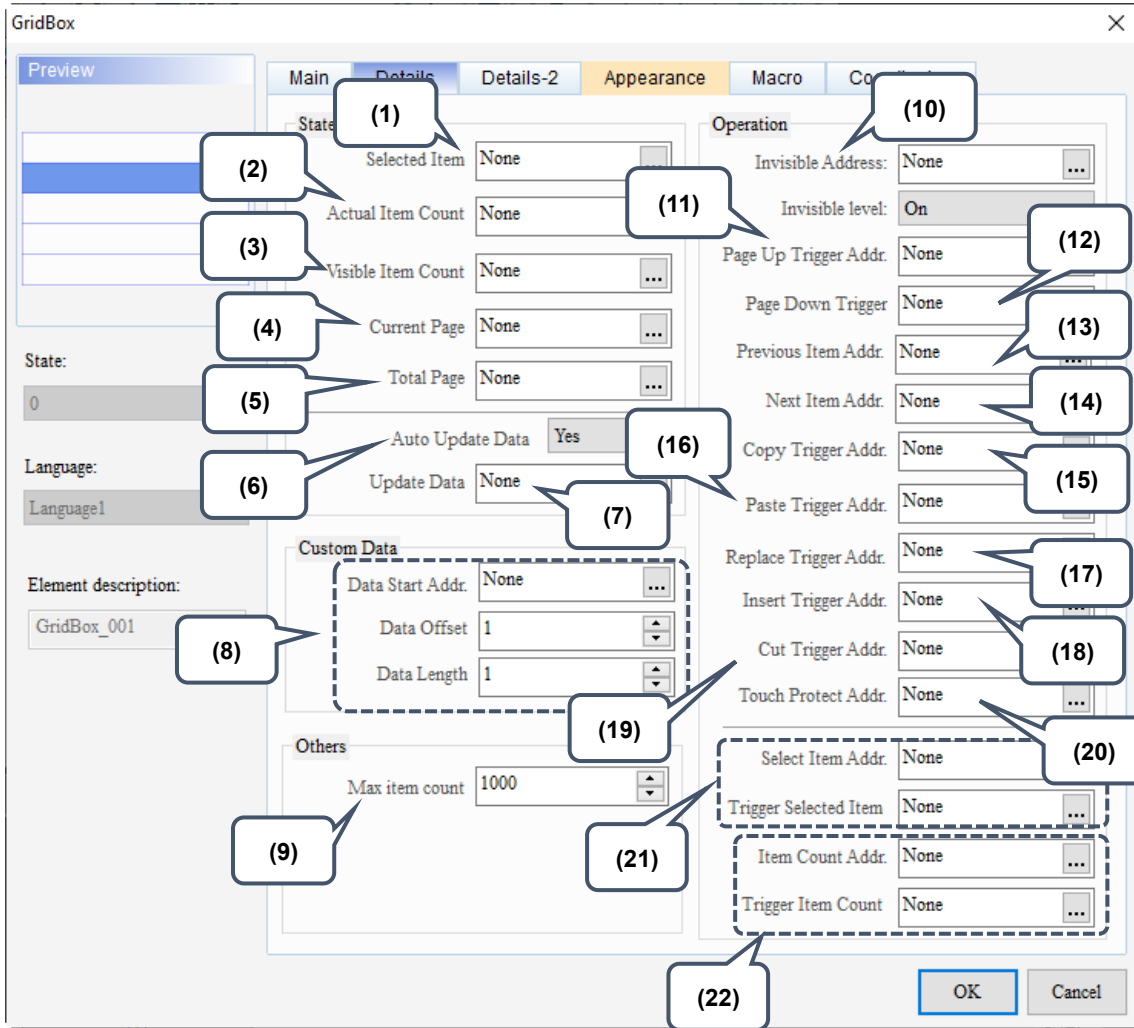 GridBox
Preview
Main Details Details-2 Appearance Macro
(1)
(10)
State
Operation
Selected Item None ...
Invisible Address: None ...
(2)
(11)
Actual Item Count None
Invisible level: On
(3)
(12)
Visible Item Count None ...
Page Up Trigger Addr. None
Page Down Trigger None
(4)
Current Page None ...
(13)
Previous Item Addr. None ...
State:
0
(5)
Total Page None ...
Next Item Addr. None
(14)
Auto Update Data Yes
(16)
Copy Trigger Addr. None
Language:
Language1
(6)
Update Data None
(15)
(7)
Paste Trigger Addr. None
Custom Data
Replace Trigger Addr. None
(17)
Element description:
GridBox_001
Data Start Addr. None ...
Insert Trigger Addr. None ...
Data Offset 1
(8)
(18)
Cut Trigger Addr. None
Data Length 1
Touch Protect Addr. None ...
(19)
(20)
Others
Select Item Addr. None
Max item count 1000
Trigger Selected Item None ...
(9)
(21)
Item Count Addr. None ...
Trigger Item Count None ...
(22)
OK Cancel